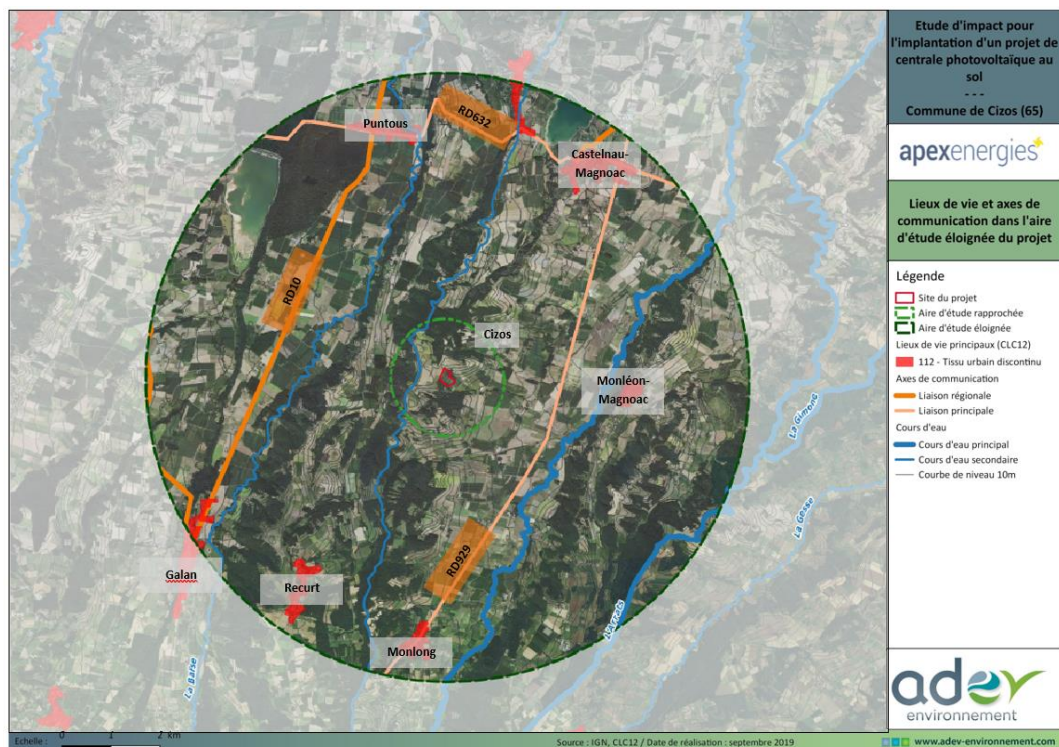 Puntous
RD632
Castelnau-
Magnoac
RD10
Cizos
Monléon-
Magnoac
RD929
Galan
Recurt
Monlong
La Baïse
L'Arrats
La Gesse
La Gimone
Etude d'impact pour
l'implantation d'un projet de
centrale photovoltaïque au
sol
- - -
Commune de Cizos (65)
apexenergies
Lieux de vie et axes de
communication dans l'aire
d'étude éloignée du projet
Légende
Site du projet
Aire d'étude rapprochée
Aire d'étude éloignée
Lieux de vie principaux (CLC12)
112 - Tissu urbain discontinu
Axes de communication
Liaison régionale
Liaison principale
Cours d'eau
Cours d'eau principal
Cours d'eau secondaire
Courbe de niveau 10m
adev
environnement
Echelle :
0 1 2 km
Source : IGN, CLC12 / Date de réalisation : septembre 2019
www.adev-environnement.com